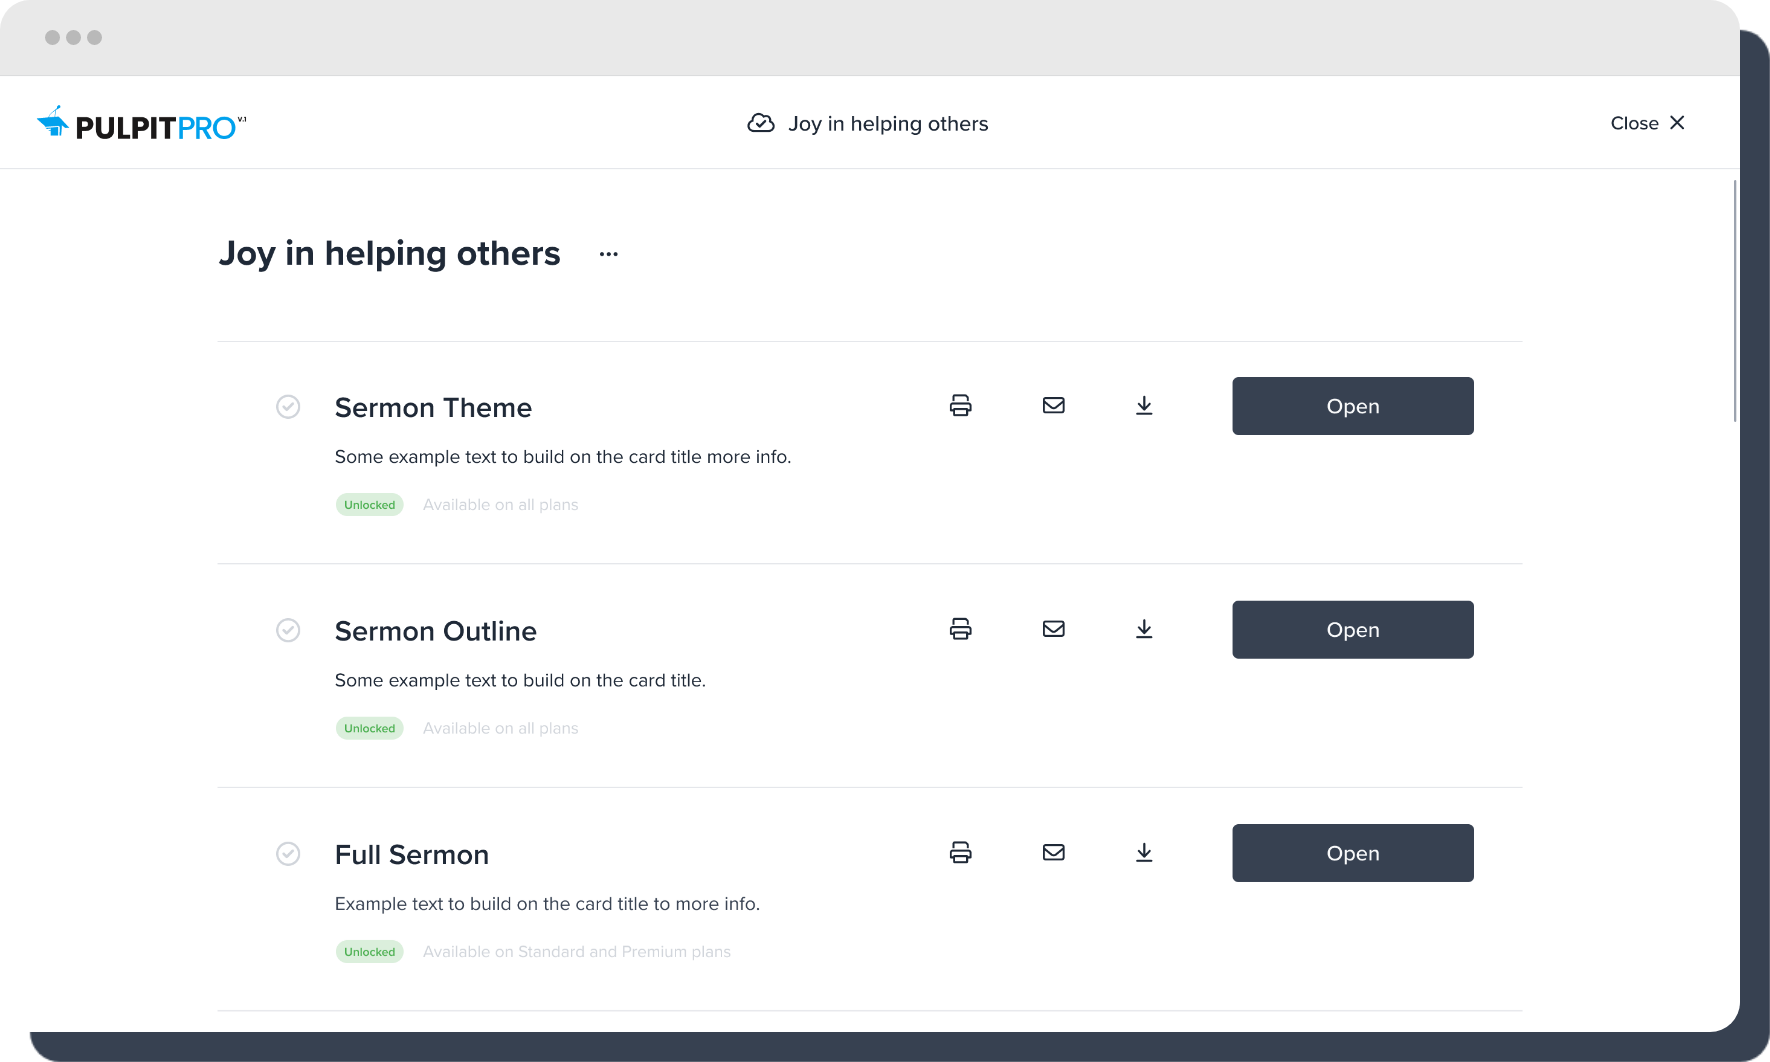 PULPITPRO V.1
Joy in helping others
Close
Joy in helping others
Sermon Theme
Open
Some example text to build on the card title more info.
Unlocked Available on all plans
Sermon Outline
Open
Some example text to build on the card title.
Unlocked Available on all plans
Full Sermon
Open
Example text to build on the card title to more info.
Unlocked Available on Standard and Premium plans